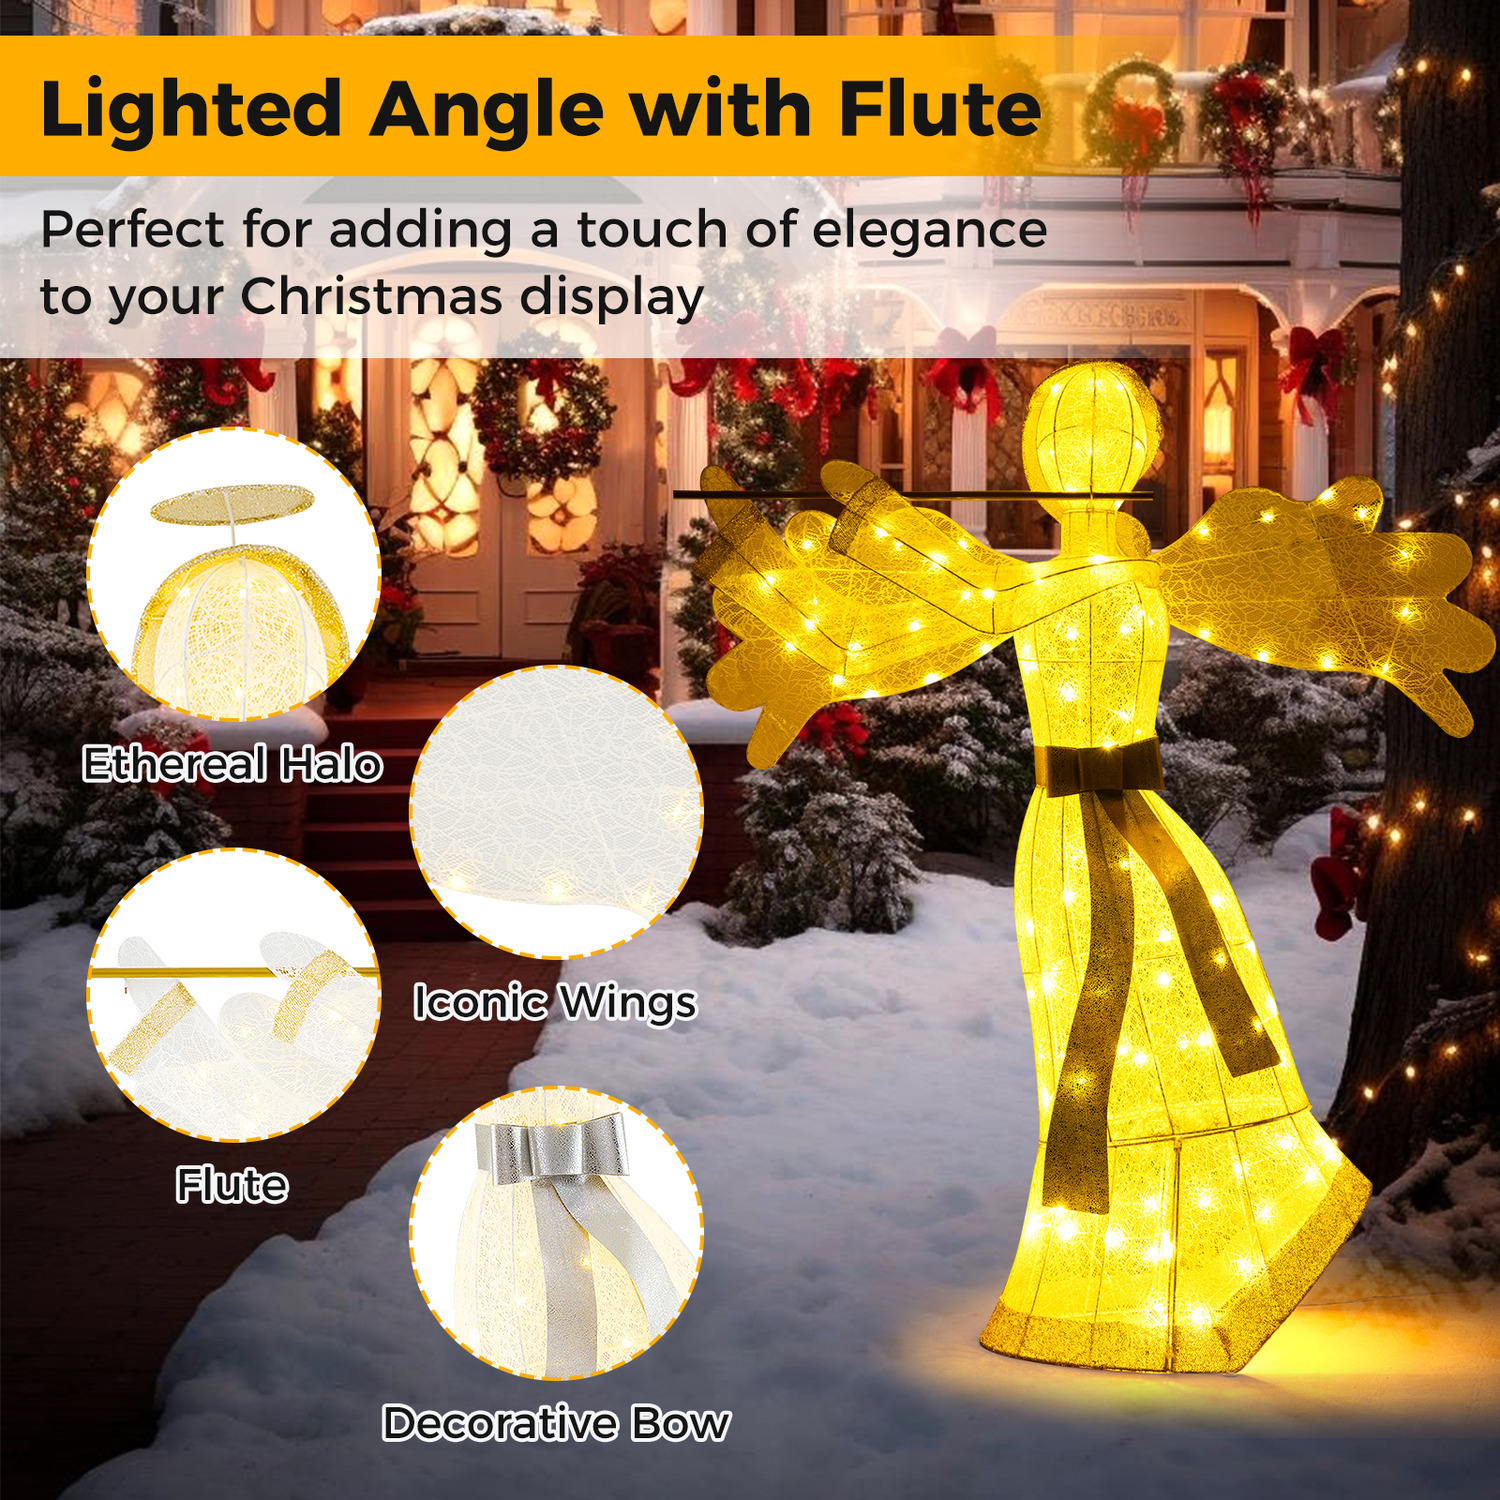 Lighted Angle with Flute
Perfect for adding a touch of elegance
to your Christmas display
Ethereal Halo
Iconic Wings
Flute
Decorative Bow